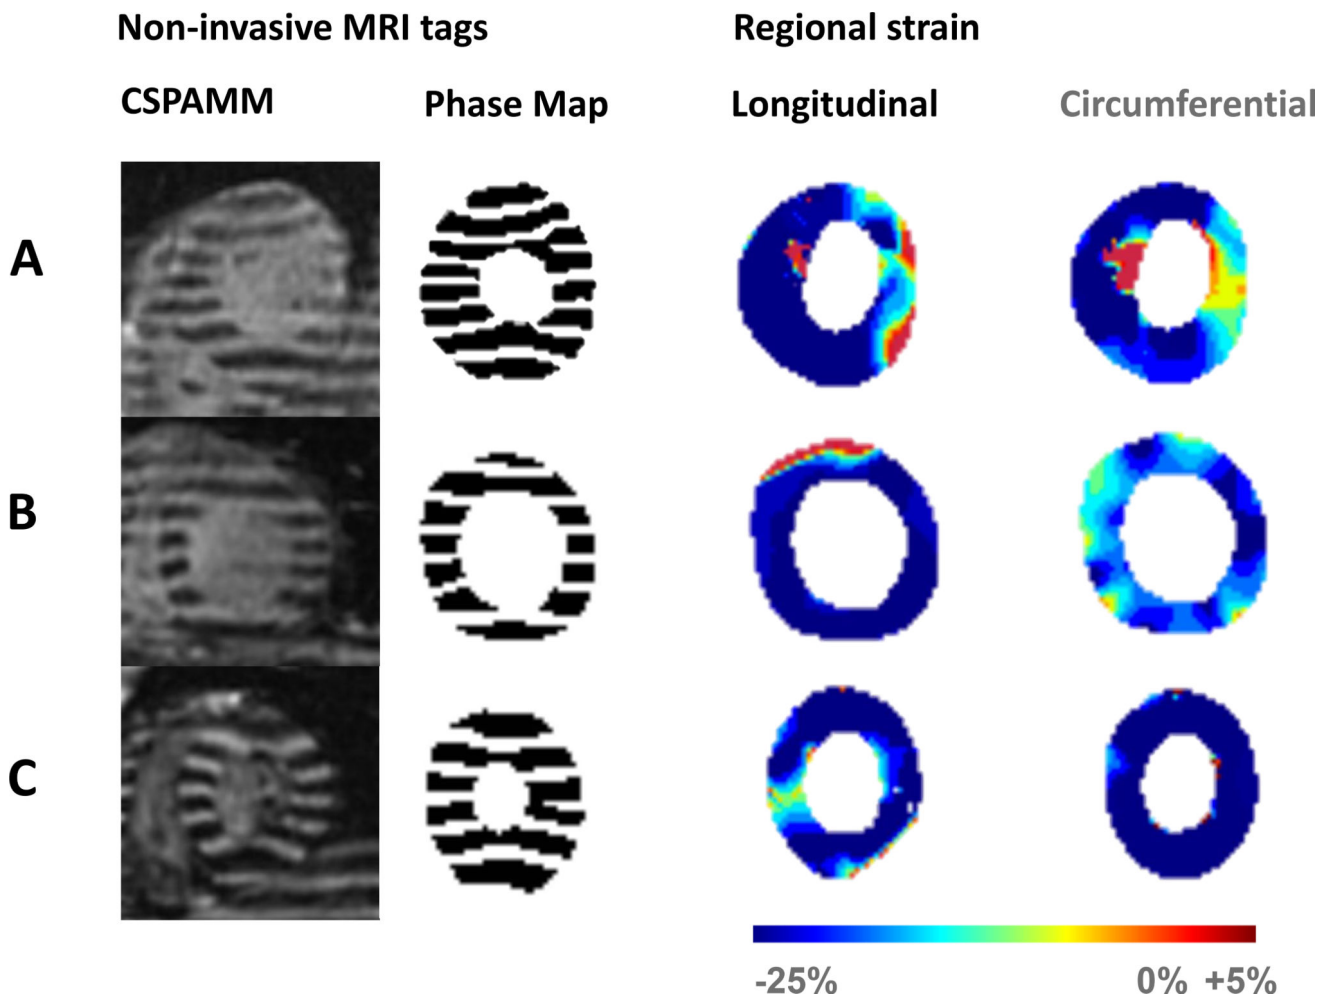 Non-invasive MRI tags Regional strain
CSPAMM Phase Map Longitudinal Circumferential
A
B
C
-25% 0% +5%